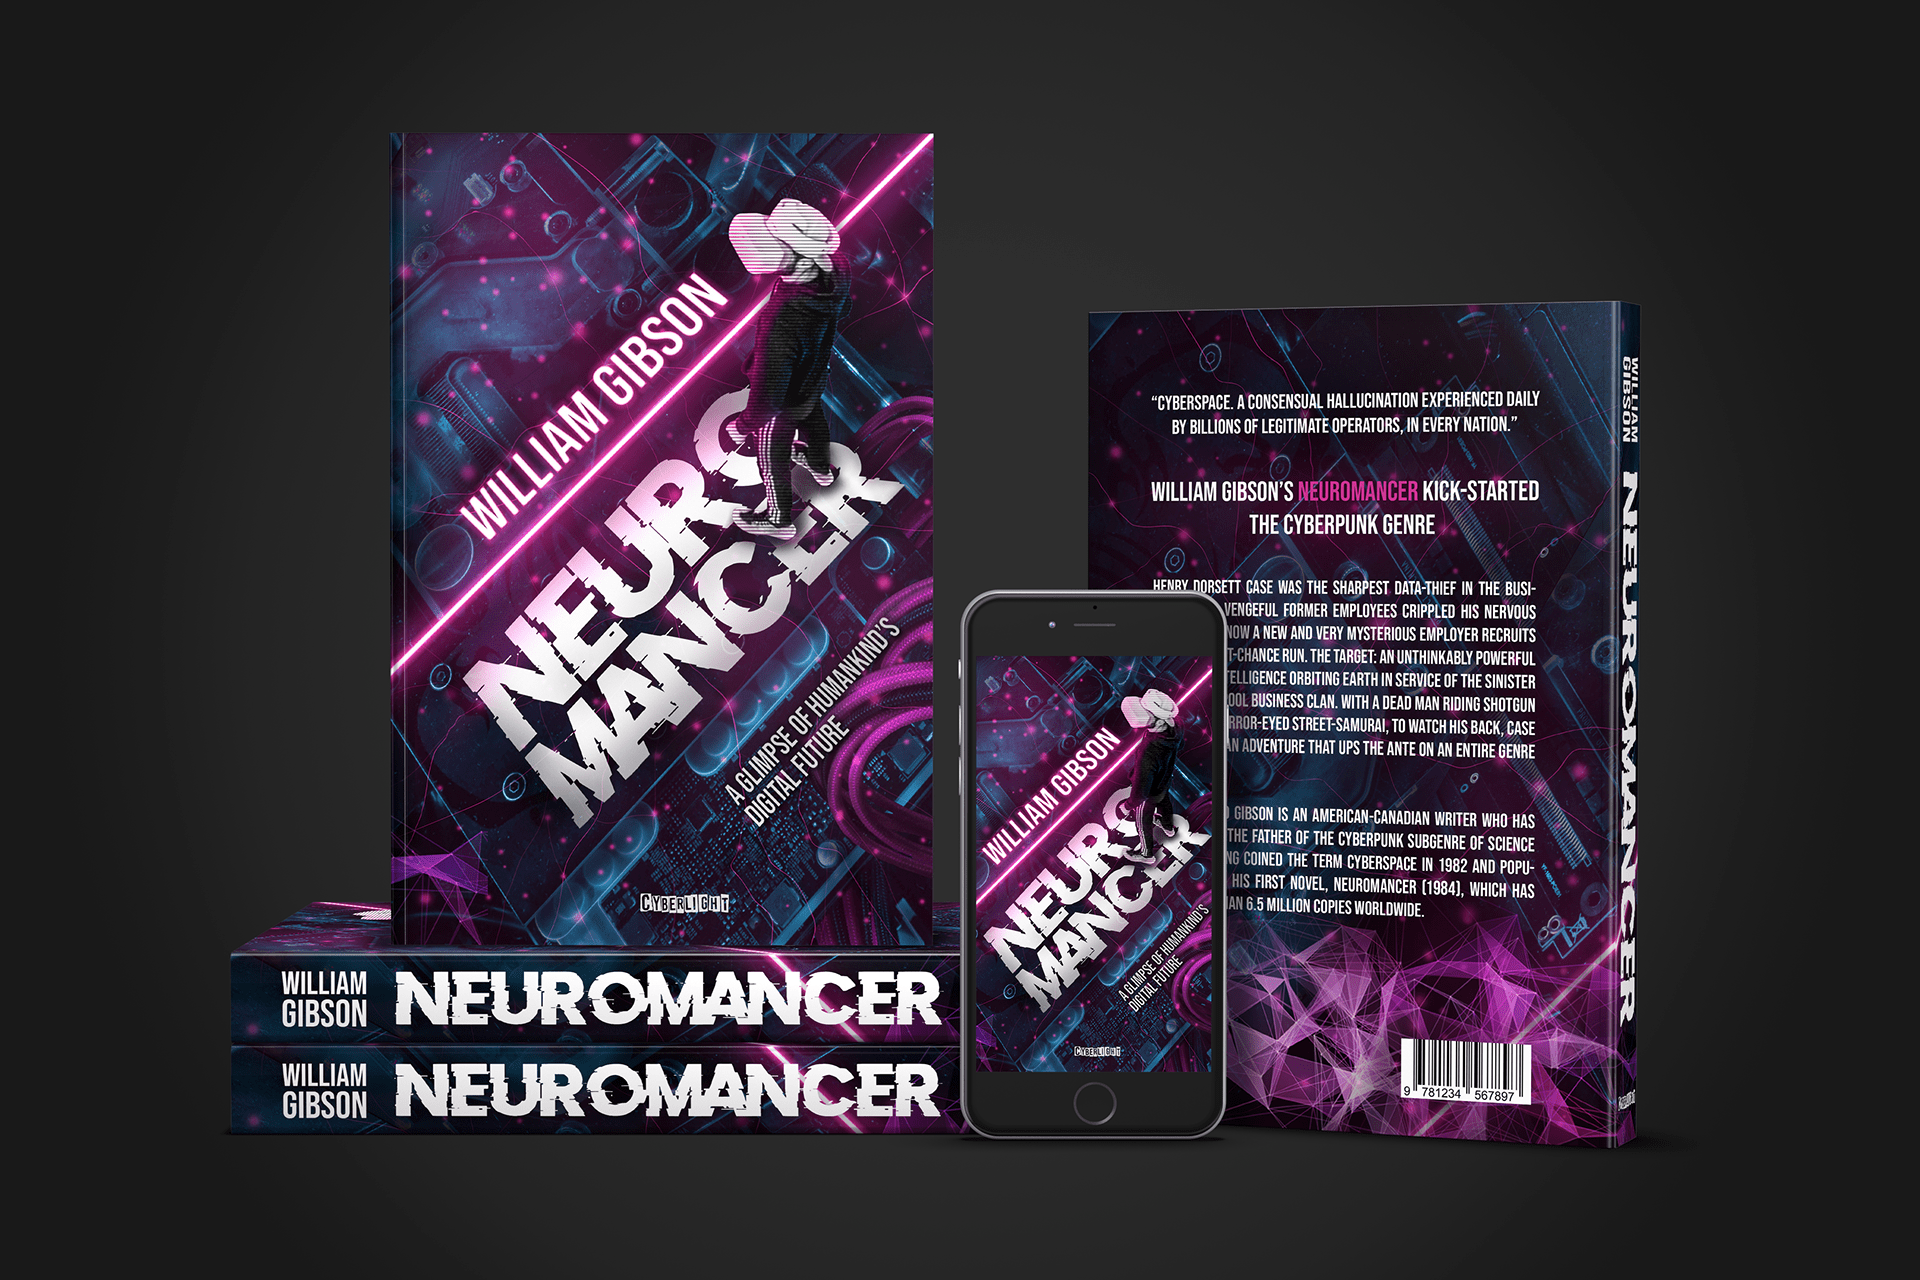 WILLIAM GIBSON
NEURO
MANCER
A GLIMPSE OF HUMANKIND'S
DIGITAL FUTURE
CYBERLIGHT
WILLIAM
GIBSON
NEUROMANCER
WILLIAM
GIBSON
NEUROMANCER
WILLIAM GIBSON
NEURO
MANCER
A GLIMPSE OF HUMANKIND'S
DIGITAL FUTURE
CYBERLIGHT
“CYBERSPACE. A CONSENSUAL HALLUCINATION EXPERIENCED DAILY
BY BILLIONS OF LEGITIMATE OPERATORS, IN EVERY NATION.”
WILLIAM GIBSON'S NEUROMANCER KICK-STARTED
THE CYBERPUNK GENRE
HENRY DORSETT CASE WAS THE SHARPEST DATA-THIEF IN THE BUSI-
VENGEFUL FORMER EMPLOYEES CRIPPLED HIS NERVOUS
NOW A NEW AND VERY MYSTERIOUS EMPLOYER RECRUITS
T-CHANCE RUN. THE TARGET: AN UNTHINKABLY POWERFUL
TELLIGENCE ORBITING EARTH IN SERVICE OF THE SINISTER
OOL BUSINESS CLAN. WITH A DEAD MAN RIDING SHOTGUN
RROR-EYED STREET-SAMURAI, TO WATCH HIS BACK, CASE
AN ADVENTURE THAT UPS THE ANTE ON AN ENTIRE GENRE
GIBSON IS AN AMERICAN-CANADIAN WRITER WHO HAS
THE FATHER OF THE CYBERPUNK SUBGENRE OF SCIENCE
NG COINED THE TERM CYBERSPACE IN 1982 AND POPU-
HIS FIRST NOVEL, NEUROMANCER (1984), WHICH HAS
AN 6.5 MILLION COPIES WORLDWIDE.
9 781234 567897
WILLIAM
GIBSON
NEUROMANCER